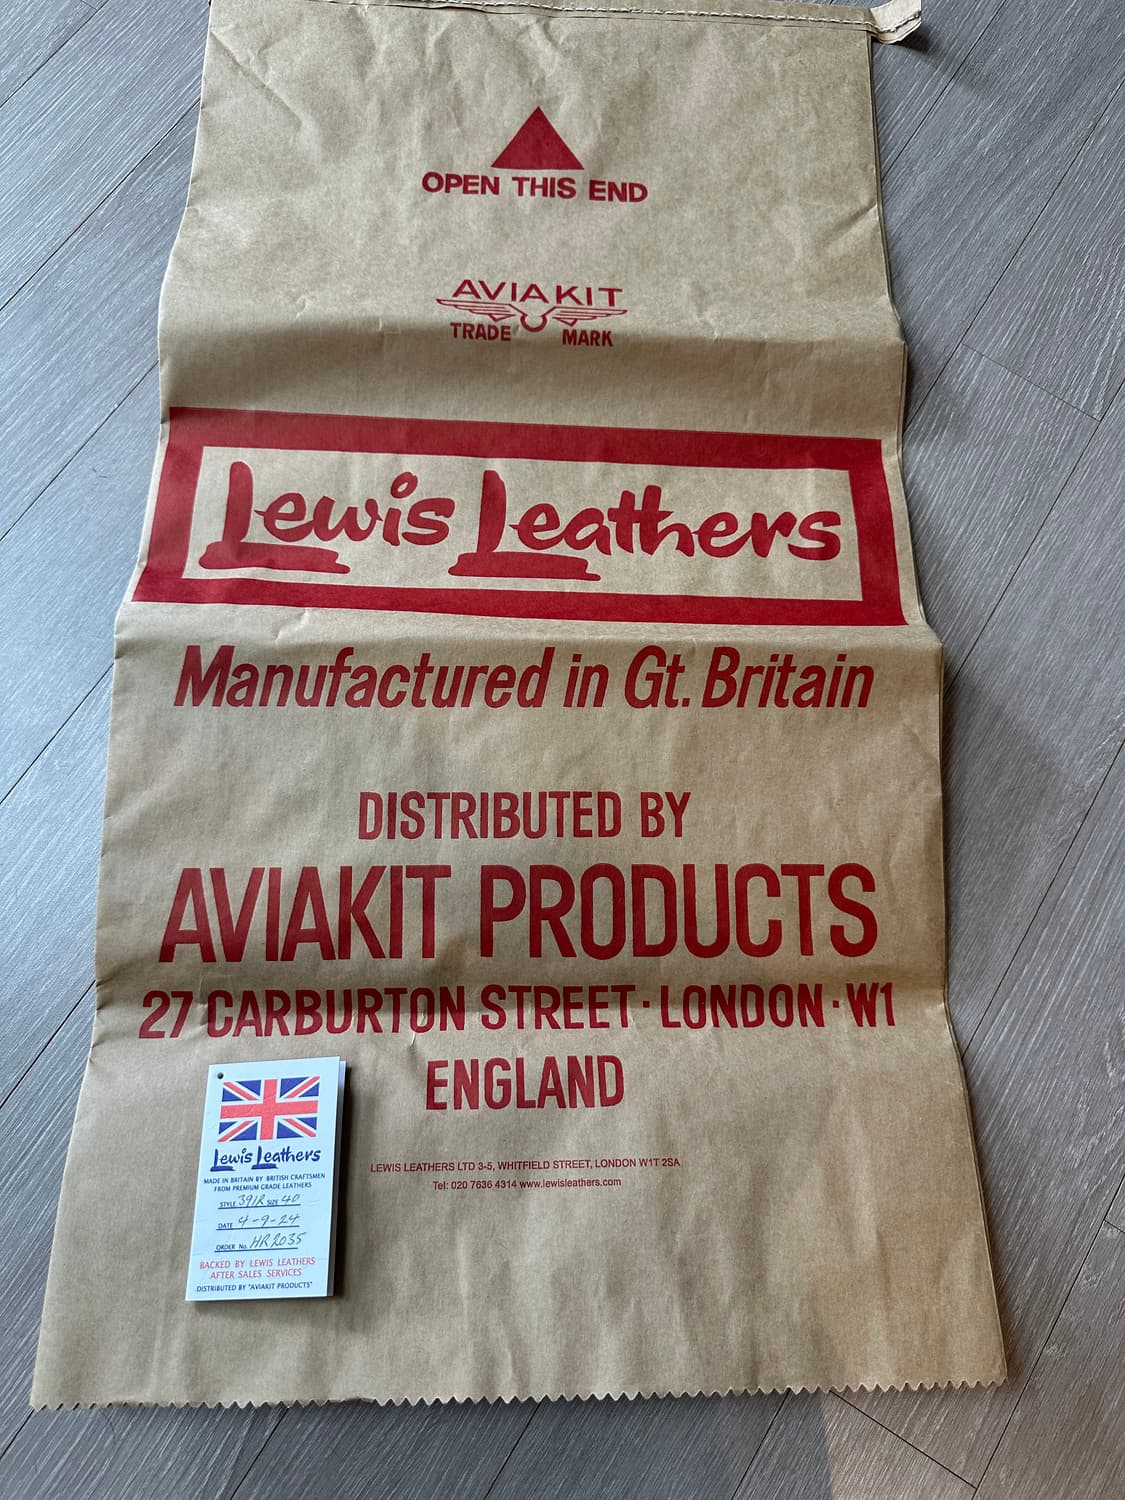 OPEN THIS END
AVIAKIT
TRADE MARK
Lewis Leathers
Manufactured in Gt. Britain
DISTRIBUTED BY
AVIAKIT PRODUCTS
27 CARBURTON STREET · LONDON · W1
ENGLAND
LEWIS LEATHERS LTD 3-5, WHITFIELD STREET, LONDON W1T 2SA
Tel: 020 7636 4314 www.lewisleathers.com
Lewis Leathers
MADE IN BRITAIN BY BRITISH CRAFTSMEN
FROM PREMIUM GRADE LEATHERS
STYLE 391R SIZE 40
DATE 4-9-24
ORDER No. HR2035
BACKED BY LEWIS LEATHERS
AFTER SALES SERVICES
DISTRIBUTED BY "AVIAKIT PRODUCTS"